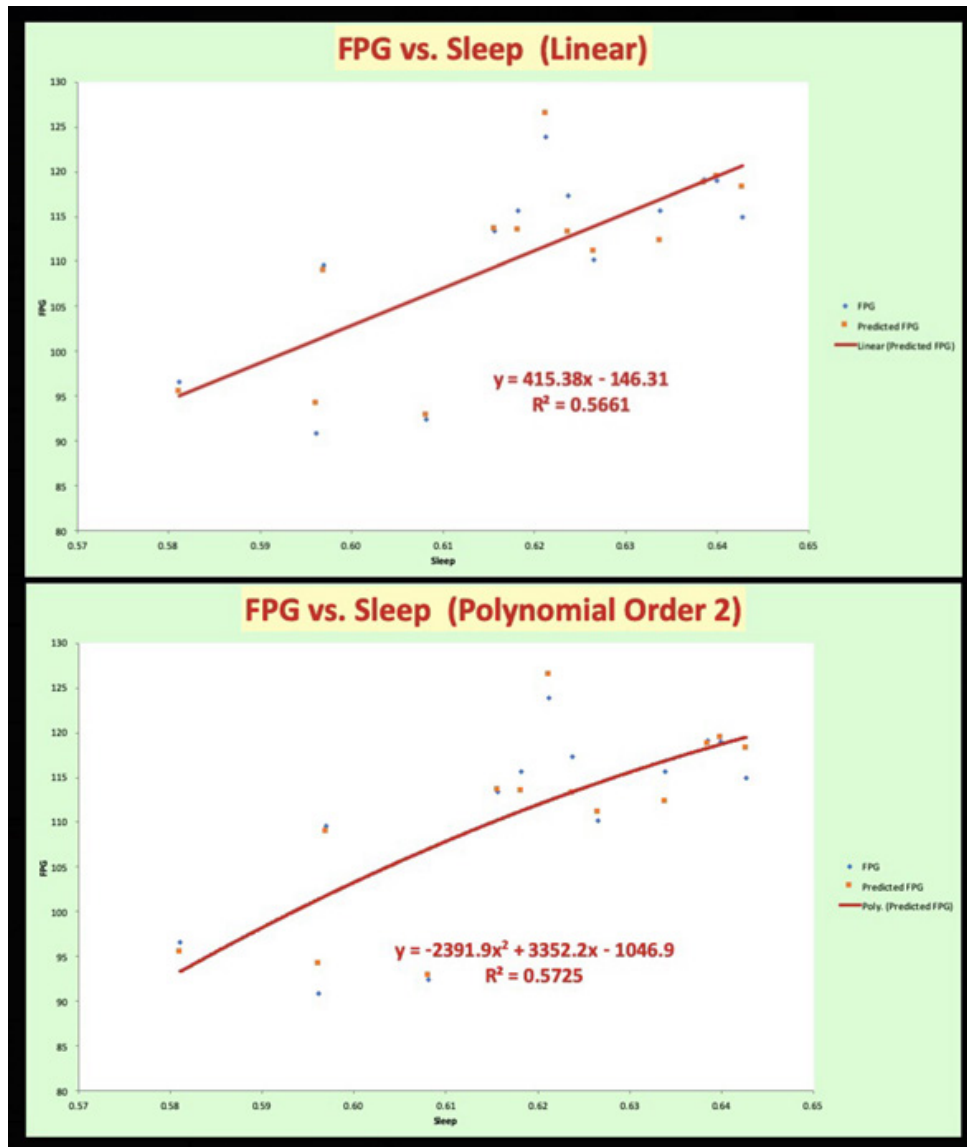 FPG vs. Sleep (Linear)
130
125
120
115
110
105
100
95
90
85
80
FPG
0.57 0.58 0.59 0.60 0.61 0.62 0.63 0.64 0.65
Sleep
y = 415.38x - 146.31
R² = 0.5661
FPG
Predicted FPG
Linear (Predicted FPG)
FPG vs. Sleep (Polynomial Order 2)
130
125
120
115
110
105
100
95
90
85
80
FPG
0.57 0.58 0.59 0.60 0.61 0.62 0.63 0.64 0.65
Sleep
y = -2391.9x² + 3352.2x - 1046.9
R² = 0.5725
FPG
Predicted FPG
Poly. (Predicted FPG)